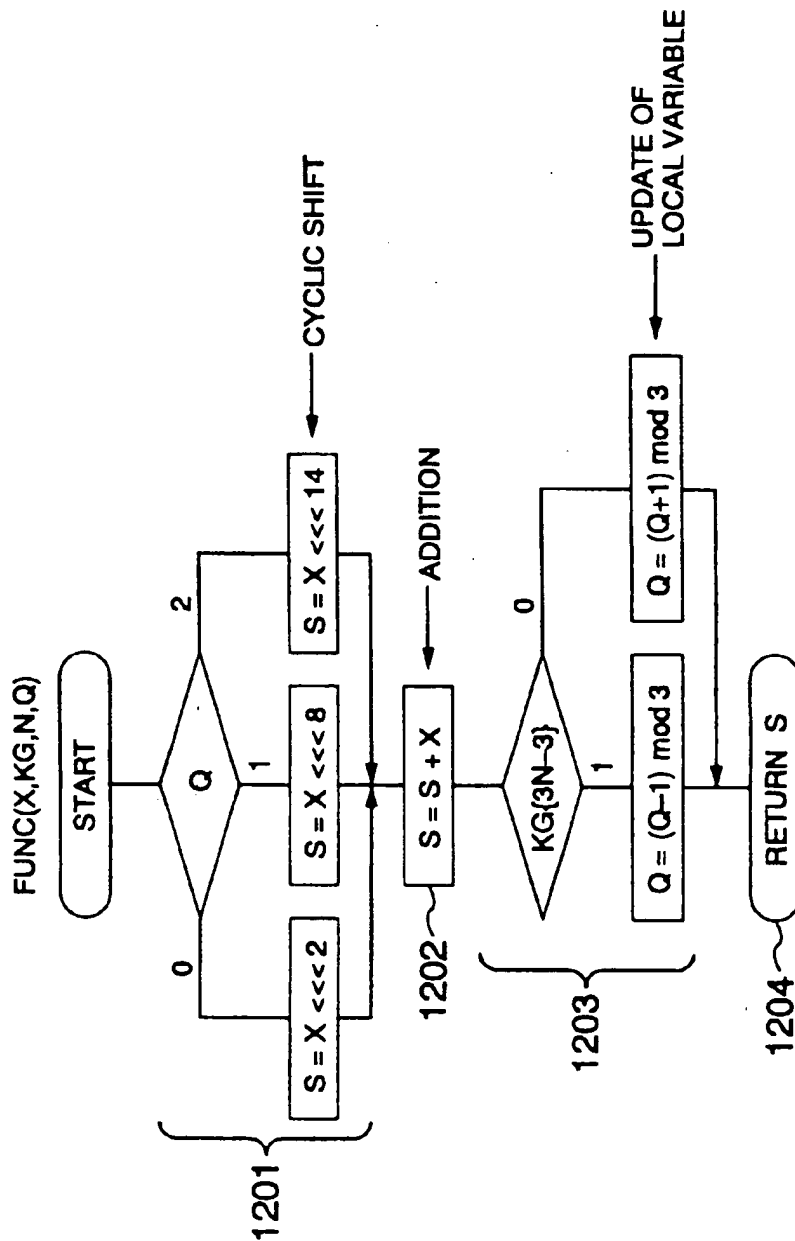 FUNC(X,KG,N,Q)
START
Q
0
1
2
S = X <<< 2
S = X <<< 8
S = X <<< 14
CYCLIC SHIFT
1201
S = S + X
ADDITION
1202
KG{3N–3}
1
0
Q = (Q–1) mod 3
Q = (Q+1) mod 3
UPDATE OF
LOCAL VARIABLE
1203
RETURN S
1204